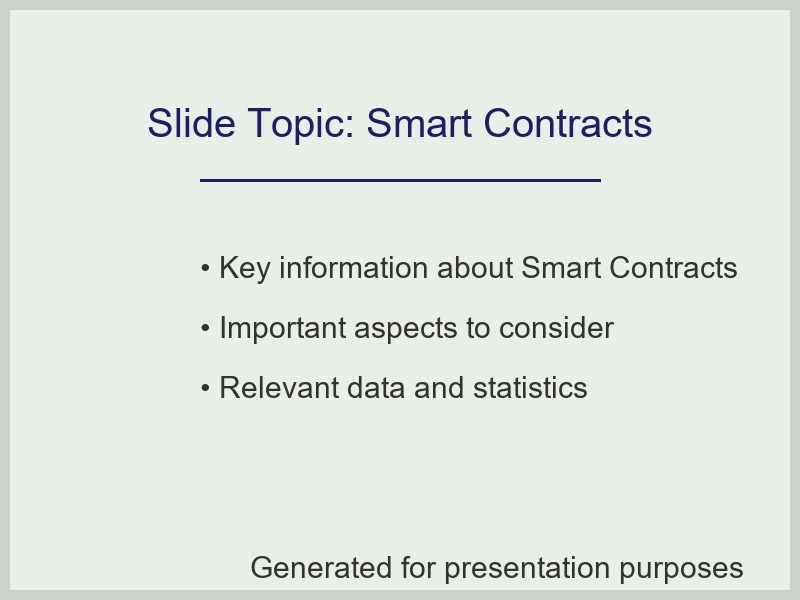 Slide Topic: Smart Contracts
• Key information about Smart Contracts
• Important aspects to consider
• Relevant data and statistics
Generated for presentation purposes